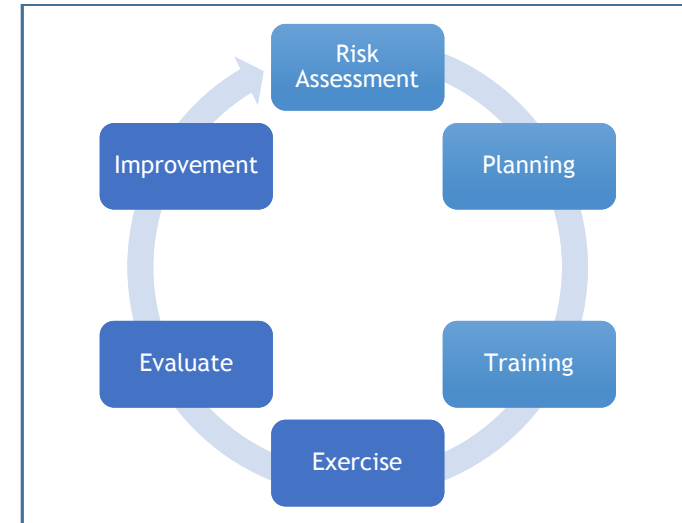 Risk
Assessment
Planning
Training
Exercise
Evaluate
Improvement